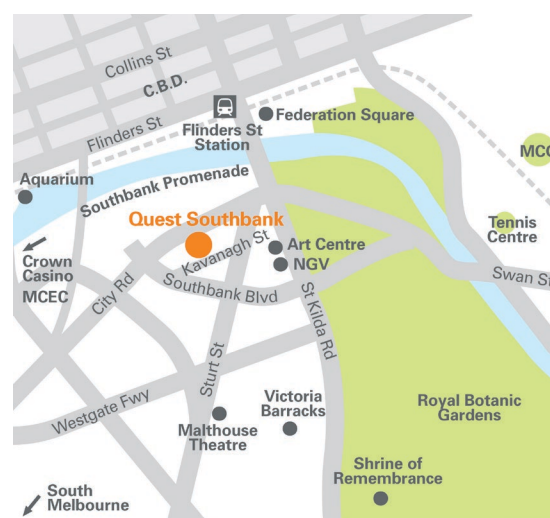 Collins St
C.B.D.
Flinders St
Flinders St
Station
Federation Square
MCC
Aquarium
Southbank Promenade
Quest Southbank
Kavanagh St
Art Centre
NGV
Tennis
Centre
Crown
Casino
MCEC
City Rd
Southbank Blvd
St Kilda Rd
Swan St
Sturt St
Westgate Fwy
Malthouse
Theatre
Victoria
Barracks
Royal Botanic
Gardens
Shrine of
Remembrance
South
Melbourne